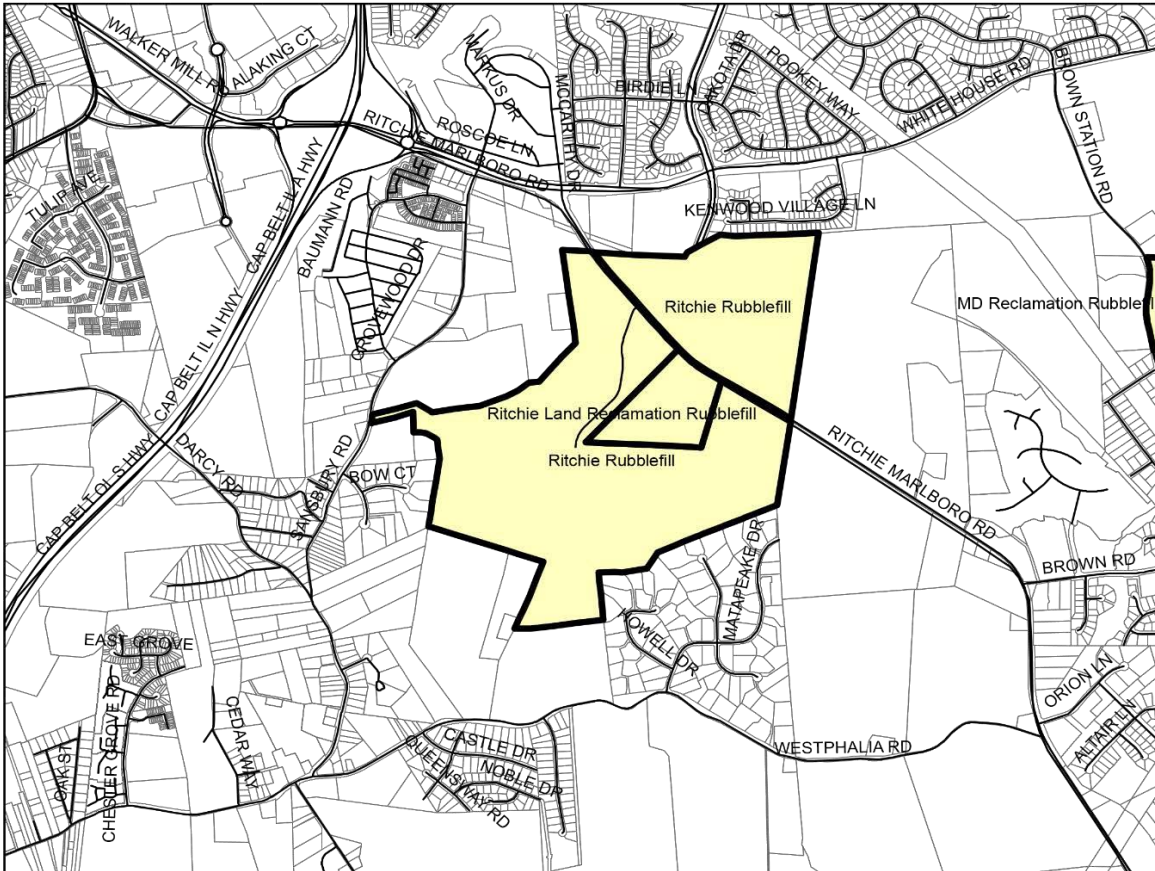 WALKER MILL RD
ALAKING CT
MARKUS DR
MCCARTHY DR
BIRDIE LN
DAKOTA DR
POOKEY WAY
WHITE HOUSE RD
BROWN STATION RD
ROSCOE LN
RITCHIE MARLBORO RD
TULIP AVE
CAP BELT IL A HWY
BAUMANN RD
KENWOOD VILLAGE LN
GROVEWOOD DR
CAP BELT IL N HWY
Ritchie Rubblefill
MD Reclamation Rubblefil
Ritchie Land Reclamation Rubblefill
Ritchie Rubblefill
CAP BELT OL S HWY
DARCY RD
SANSBURY RD
BOW CT
RITCHIE MARLBORO RD
BROWN RD
MATAPEAKE DR
HOWELL DR
EAST GROVE
CHESTER GROVE RD
CEDAR WAY
OAK ST
ORION LN
ALTAIR LN
WESTPHALIA RD
CASTLE DR
NOBLE DR
QUEENSWAY RD